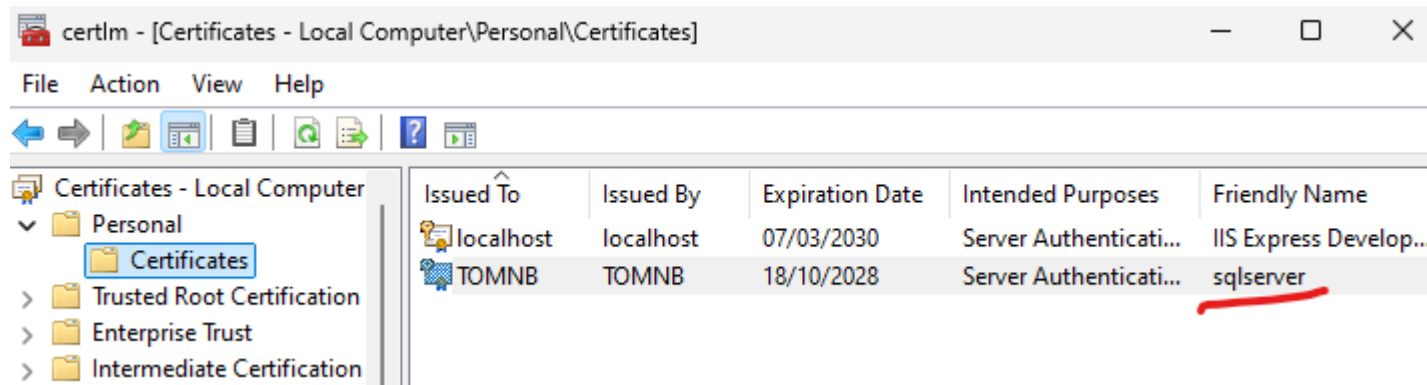 certlm - [Certificates - Local Computer\Personal\Certificates]
File Action View Help
Certificates - Local Computer
Personal
Certificates
Trusted Root Certification
Enterprise Trust
Intermediate Certification
Issued To Issued By Expiration Date Intended Purposes Friendly Name
localhost localhost 07/03/2030 Server Authenticati... IIS Express Develop...
TOMNB TOMNB 18/10/2028 Server Authenticati... sqlserver